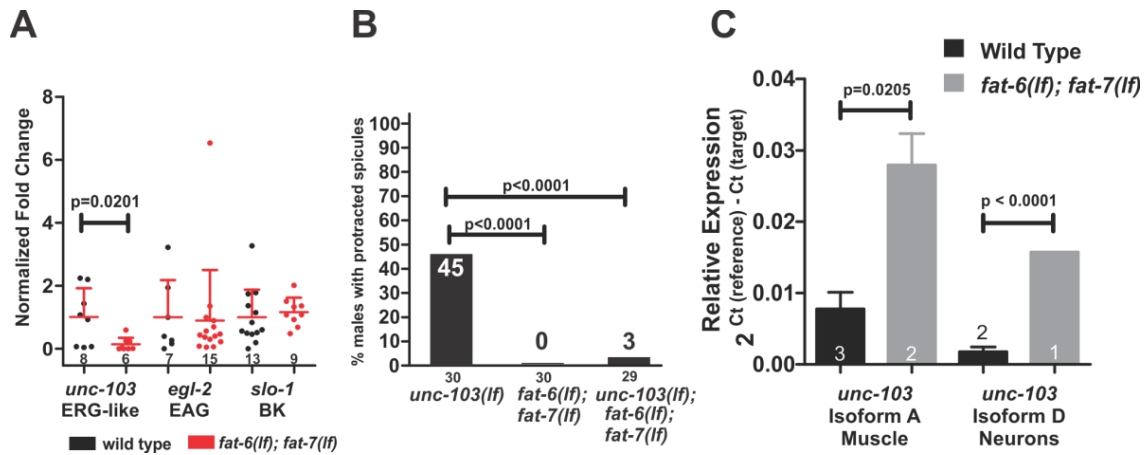 A
Normalized Fold Change
8
6
4
2
0
p=0.0201
8 6 7 15 13 9
unc-103 egl-2 slo-1
ERG-like EAG BK
wild type fat-6(lf); fat-7(lf)
B
% males with protracted spicules
100
90
80
70
60
50
40
30
20
10
0
p<0.0001
p<0.0001
45 0 3
30 30 29
unc-103(lf) fat-6(lf); unc-103(lf);
fat-7(lf) fat-6(lf);
fat-7(lf)
C
Wild Type
fat-6(lf); fat-7(lf)
Relative Expression
2 Ct (reference) - Ct (target)
0.04
0.03
0.02
0.01
0.00
p=0.0205
p < 0.0001
3 2 2 1
unc-103 unc-103
Isoform A Isoform D
Muscle Neurons